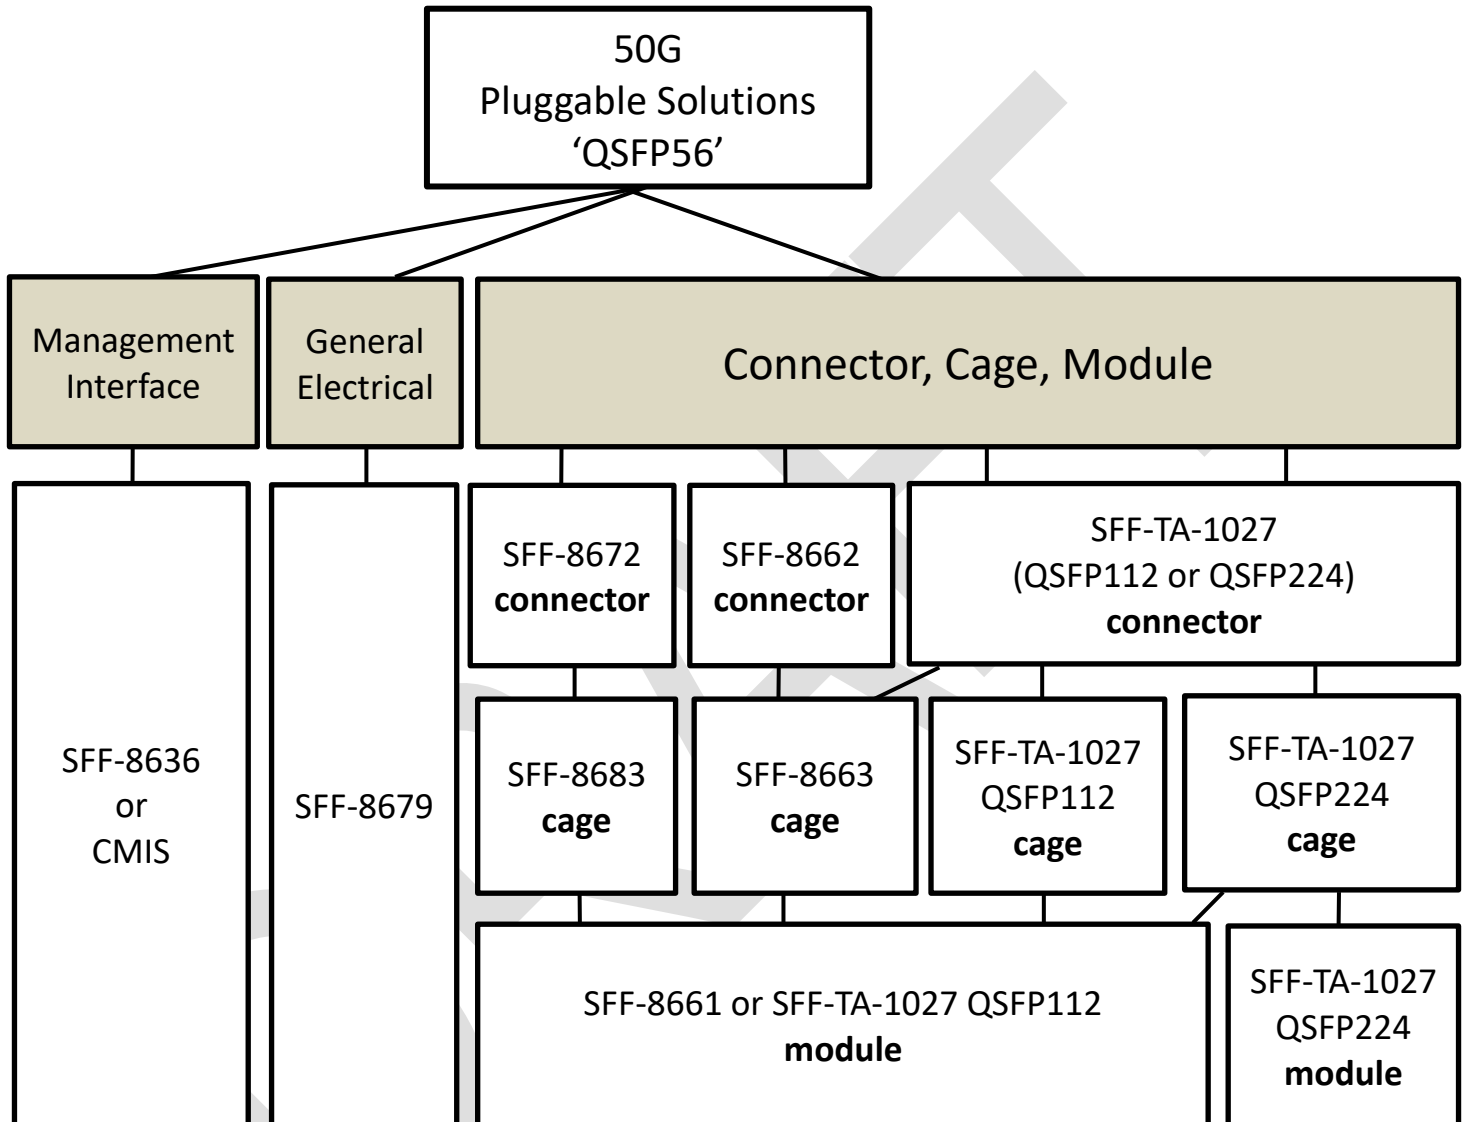 50G
Pluggable Solutions
‘QSFP56’
Management
Interface
General
Electrical
Connector, Cage, Module
SFF-8672
connector
SFF-8662
connector
SFF-TA-1027
(QSFP112 or QSFP224)
connector
SFF-8636
or
CMIS
SFF-8679
SFF-8683
cage
SFF-8663
cage
SFF-TA-1027
QSFP112
cage
SFF-TA-1027
QSFP224
cage
SFF-8661 or SFF-TA-1027 QSFP112
module
SFF-TA-1027
QSFP224
module